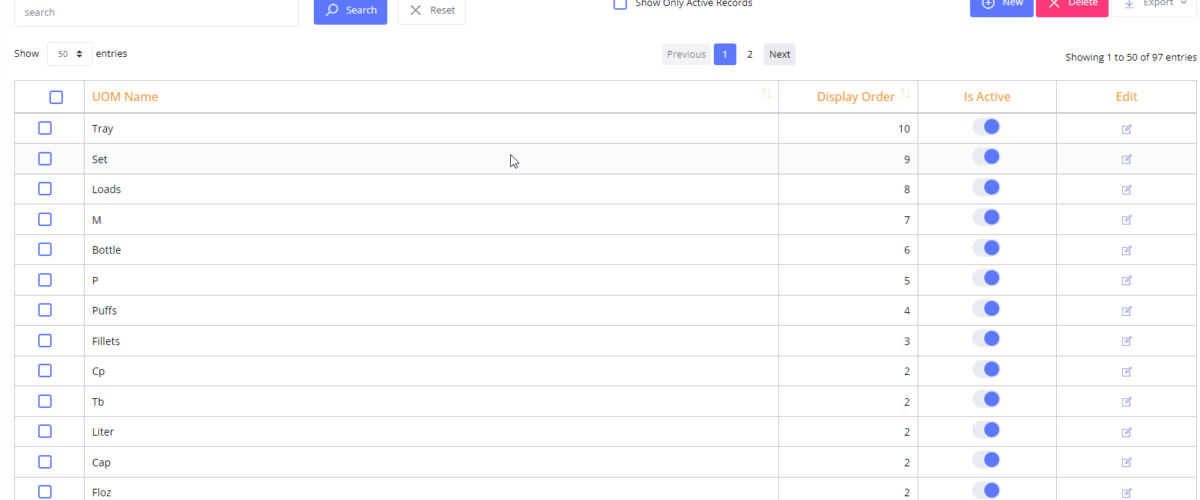 search
Search
Reset
Show Only Active Records
New
Delete
Export
Show 50 entries
Previous 1 2 Next
Showing 1 to 50 of 97 entries
UOM Name Display Order Is Active Edit
Tray 10
Set 9
Loads 8
M 7
Bottle 6
P 5
Puffs 4
Fillets 3
Cp 2
Tb 2
Liter 2
Cap 2
Floz 2